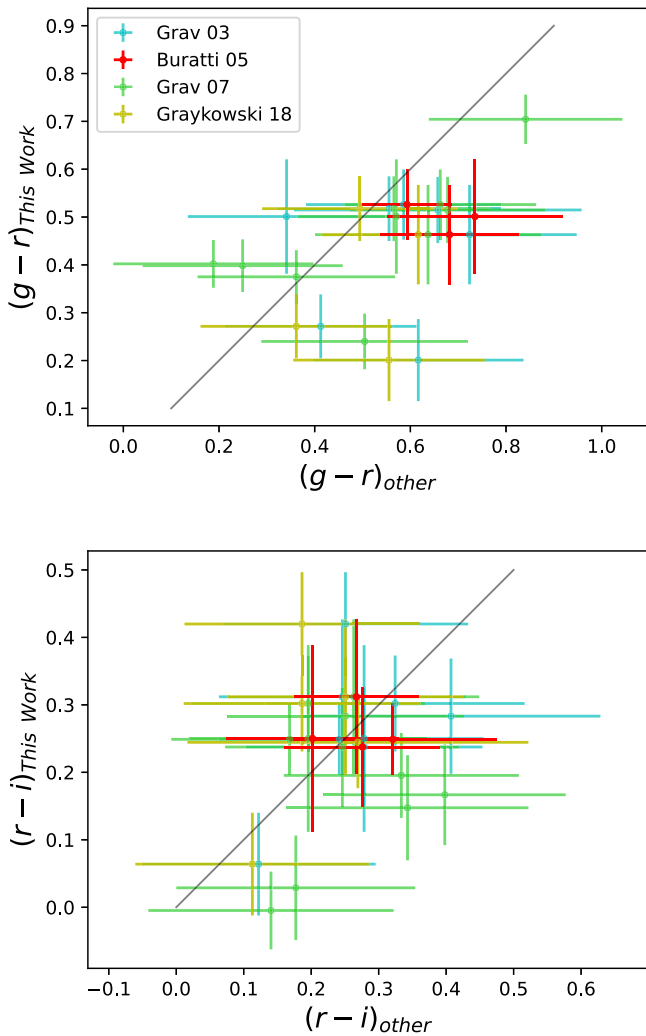 0.9
0.8
0.7
0.6
0.5
0.4
0.3
0.2
0.1
(g − r)This Work
Grav 03
Buratti 05
Grav 07
Graykowski 18
0.0 0.2 0.4 0.6 0.8 1.0
(g − r)other
0.5
0.4
0.3
0.2
0.1
0.0
(r − i)This Work
−0.1 0.0 0.1 0.2 0.3 0.4 0.5 0.6
(r − i)other